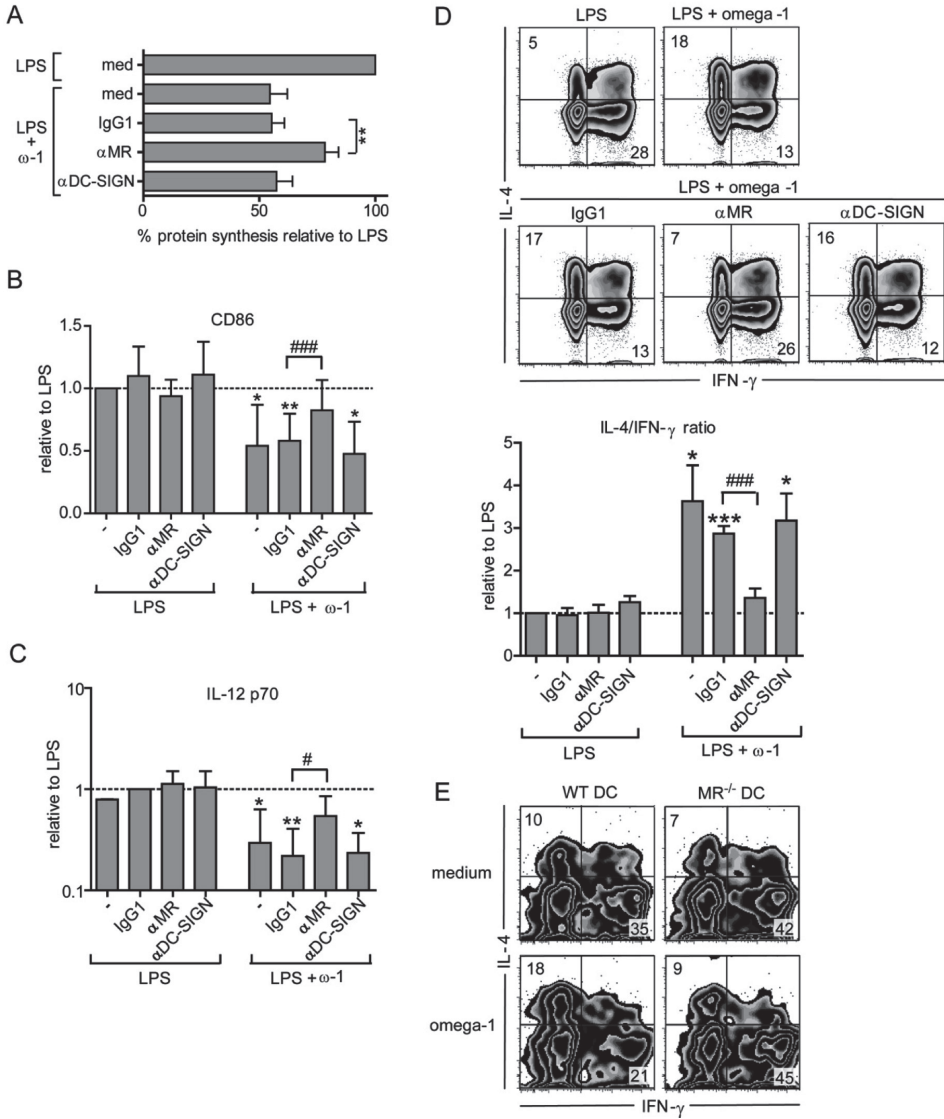 A
LPS
med
LPS + ω-1
med
IgG1
αMR
αDC-SIGN
**
0
50
100
% protein synthesis relative to LPS
B
CD86
relative to LPS
1.5
1.0
0.5
0.0
*
**
###
*
-
IgG1
αMR
αDC-SIGN
-
IgG1
αMR
αDC-SIGN
LPS
LPS + ω-1
C
IL-12 p70
relative to LPS
10
1
0.1
*
**
#
*
-
IgG1
αMR
αDC-SIGN
-
IgG1
αMR
αDC-SIGN
LPS
LPS + ω-1
D
LPS
LPS + omega -1
5
28
18
13
LPS + omega -1
IgG1
αMR
αDC-SIGN
17
13
7
26
16
12
IL-4
IFN-γ
IL-4/IFN-γ ratio
relative to LPS
5
4
3
2
1
0
*
***
###
*
-
IgG1
αMR
αDC-SIGN
-
IgG1
αMR
αDC-SIGN
LPS
LPS + ω-1
E
WT DC
MR-/- DC
medium
10
35
7
42
omega-1
18
21
9
45
IL-4
IFN-γ